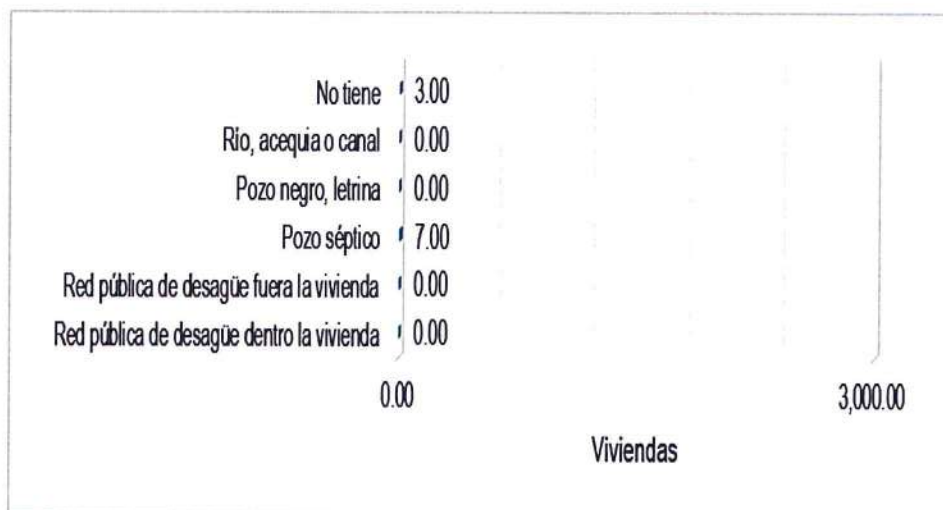 No tiene 3.00
Rio, acequia o canal 0.00
Pozo negro, letrina 0.00
Pozo séptico 7.00
Red pública de desagüe fuera la vivienda 0.00
Red pública de desagüe dentro la vivienda 0.00
0.00 3,000.00
Viviendas